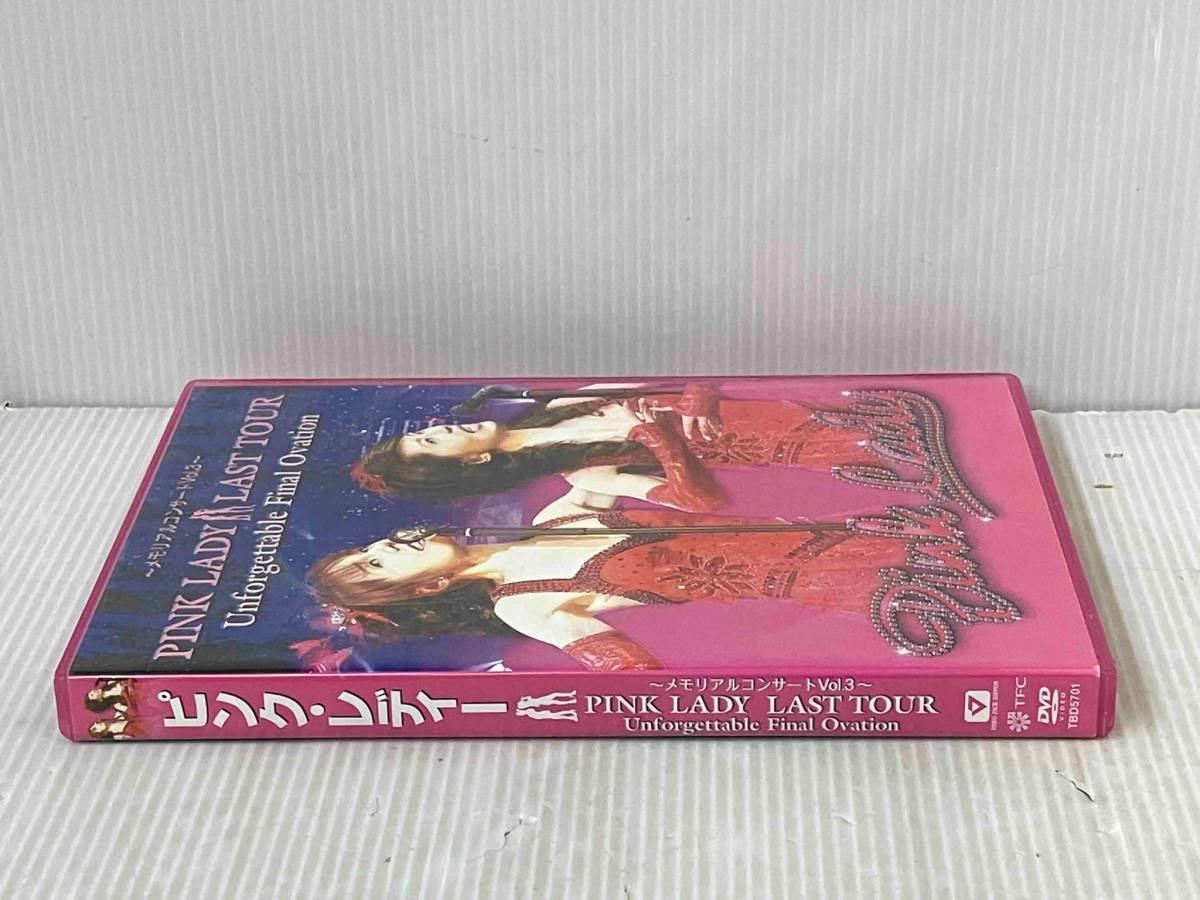 ~メモリアルコンサートVol.3~
PINK LADY LAST TOUR
Unforgettable Final Ovation
Pink Lady
ピンク・レディー
~メモリアルコンサートVol.3~
PINK LADY LAST TOUR
Unforgettable Final Ovation
TFC
DVD
VIDEO
TBD5701